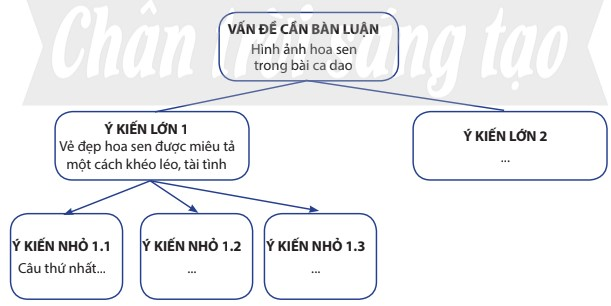 Chân trời sáng tạo
VẤN ĐỀ CẦN BÀN LUẬN
Hình ảnh hoa sen
trong bài ca dao
Ý KIẾN LỚN 1
Vẻ đẹp hoa sen được miêu tả
một cách khéo léo, tài tình
Ý KIẾN LỚN 2
...
Ý KIẾN NHỎ 1.1
Câu thứ nhất...
Ý KIẾN NHỎ 1.2
...
Ý KIẾN NHỎ 1.3
...